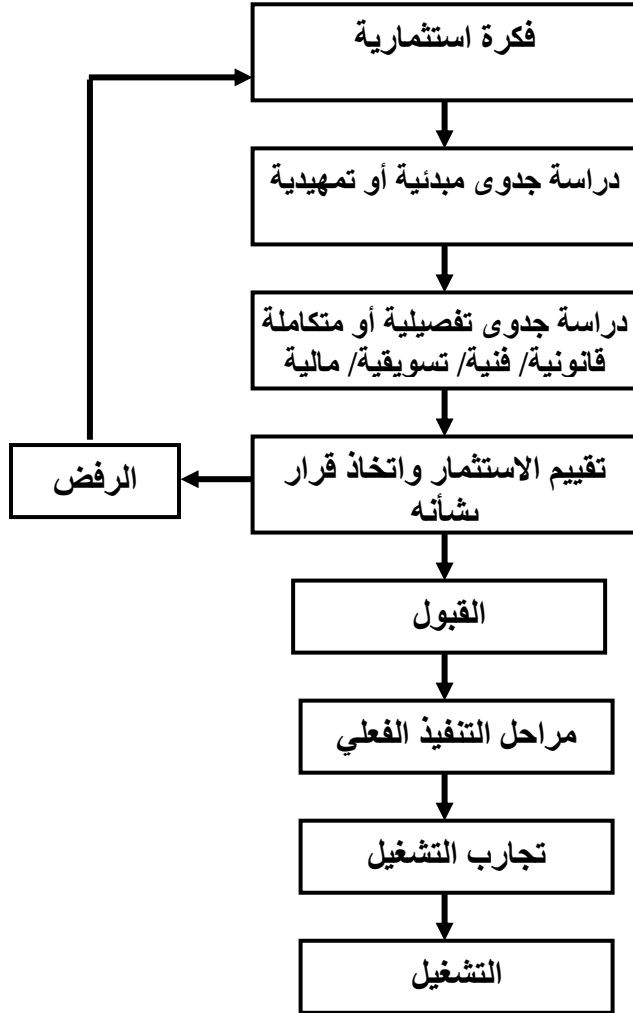 فكرة استثمارية
دراسة جدوى مبدئية أو تمهيدية
دراسة جدوى تفصيلية أو متكاملة
قانونية/ فنية/ تسويقية/ مالية
تقييم الاستثمار واتخاذ قرار
بشأنه
الرفض
القبول
مراحل التنفيذ الفعلي
تجارب التشغيل
التشغيل